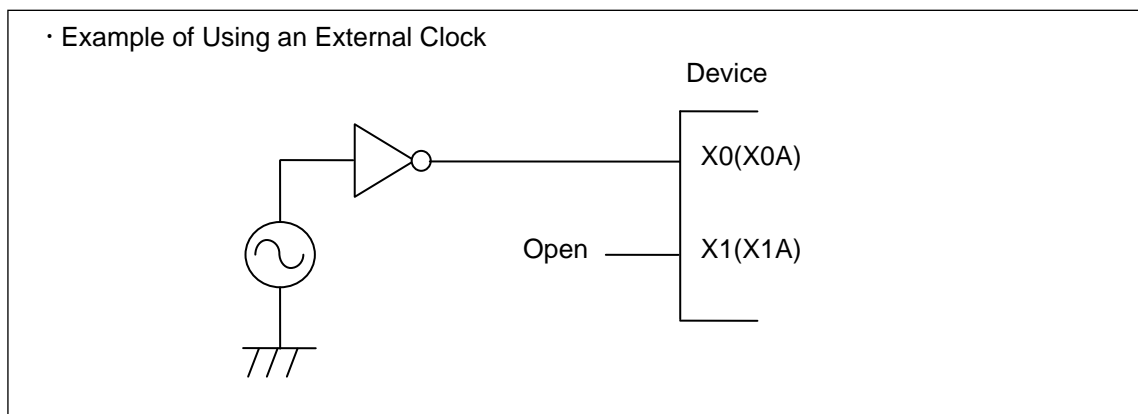 · Example of Using an External Clock
Device
X0(X0A)
Open
X1(X1A)